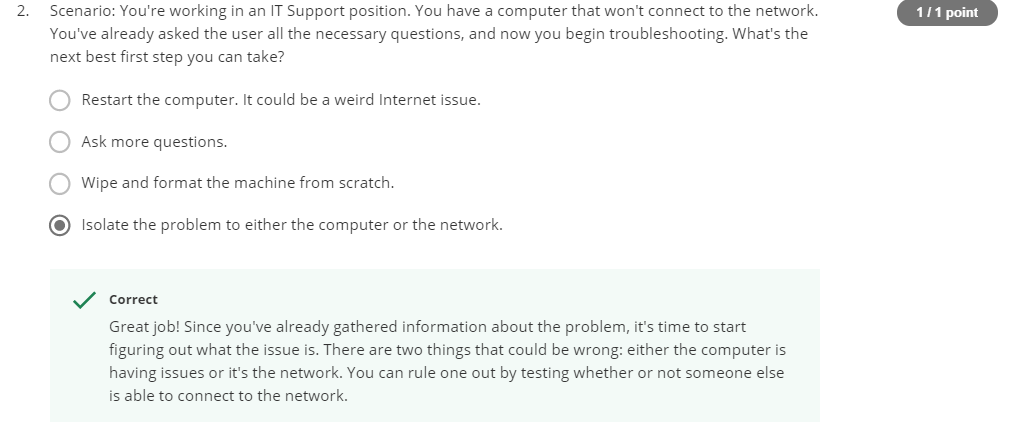 2. Scenario: You're working in an IT Support position. You have a computer that won't connect to the network.
1 / 1 point
You've already asked the user all the necessary questions, and now you begin troubleshooting. What's the
next best first step you can take?
Restart the computer. It could be a weird Internet issue.
Ask more questions.
Wipe and format the machine from scratch.
Isolate the problem to either the computer or the network.
Correct
Great job! Since you've already gathered information about the problem, it's time to start
figuring out what the issue is. There are two things that could be wrong: either the computer is
having issues or it's the network. You can rule one out by testing whether or not someone else
is able to connect to the network.